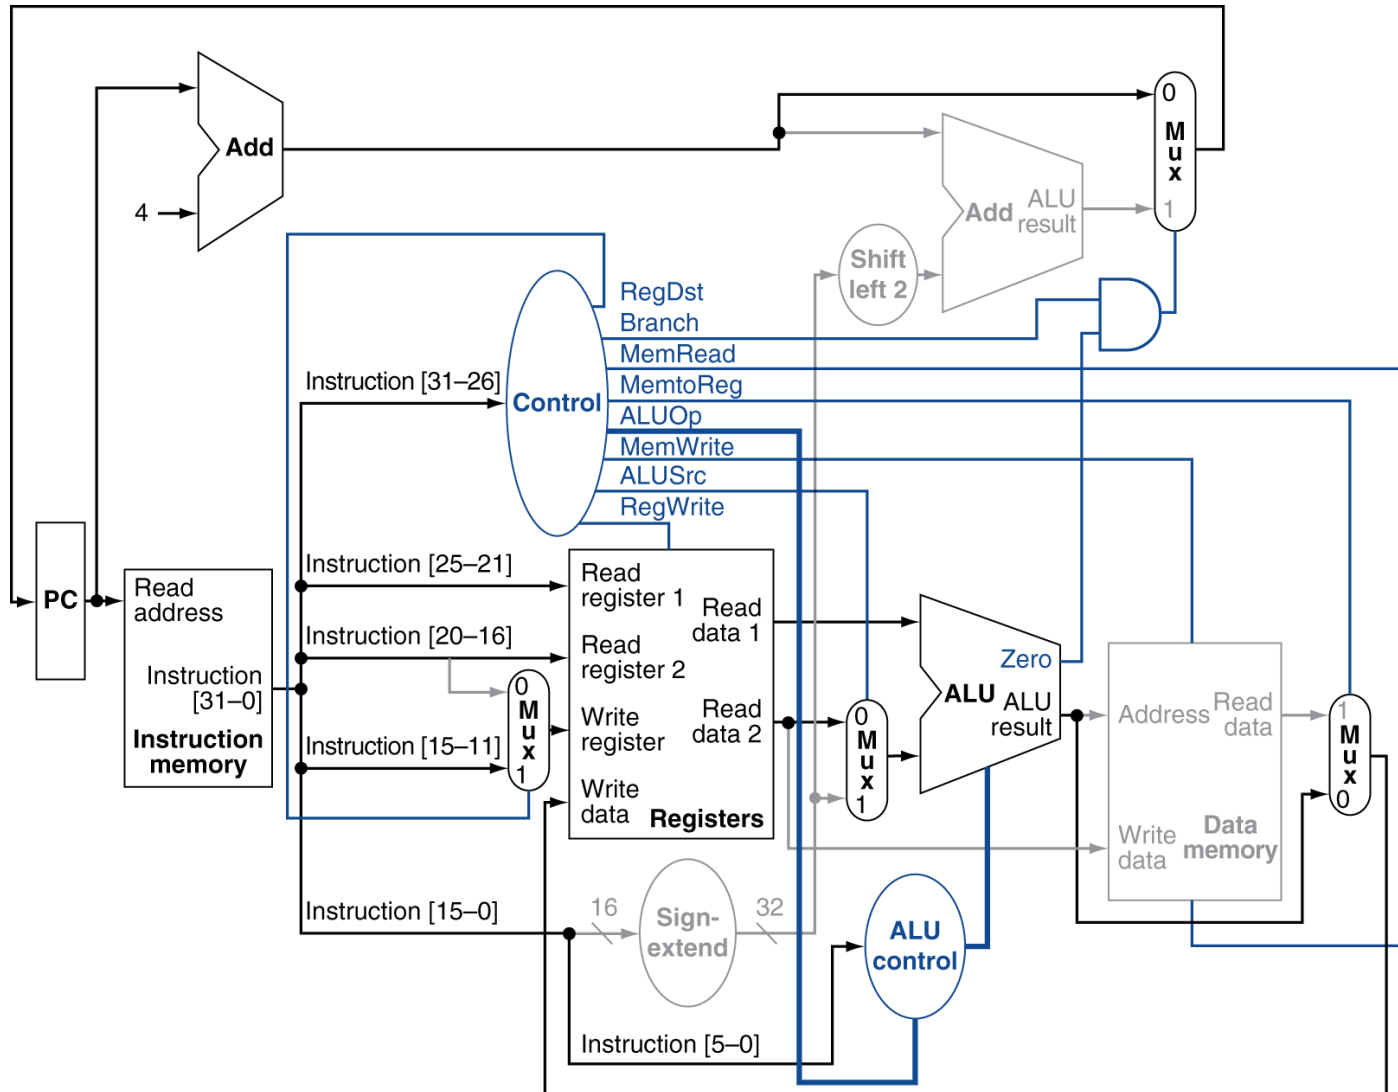 0
M
u
x
1
Add
4
Add
ALU
result
Shift
left 2
RegDst
Branch
MemRead
MemtoReg
ALUOp
MemWrite
ALUSrc
RegWrite
Control
Instruction [31–26]
PC
Read
address
Instruction
[31–0]
Instruction
memory
Instruction [25–21]
Instruction [20–16]
Instruction [15–11]
0
M
u
x
1
Read
register 1
Read
register 2
Write
register
Write
data
Read
data 1
Read
data 2
Registers
0
M
u
x
1
Zero
ALU
ALU
result
Address
Read
data
Write
data
Data
memory
1
M
u
x
0
Instruction [15–0]
16
Sign-
extend
32
ALU
control
Instruction [5–0]